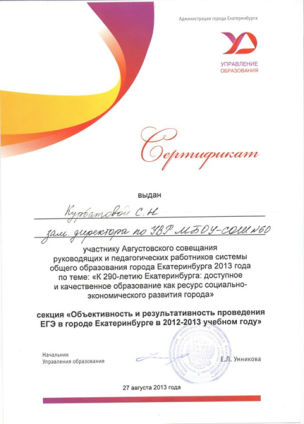 Администрация города Екатеринбурга
УПРАВЛЕНИЕ
ОБРАЗОВАНИЯ
Сертификат
выдан
Курбатовой С.Н
зам. директора по УВР МБОУ-СОШ №60
участнику Августовского совещания
руководящих и педагогических работников системы
общего образования города Екатеринбурга 2013 года
по теме: «К 290-летию Екатеринбурга: доступное
и качественное образование как ресурс социально-
экономического развития города»
секция «Объективность и результативность проведения
ЕГЭ в городе Екатеринбурге в 2012-2013 учебном году»
Начальник
Управления образования
Е.Л. Умникова
27 августа 2013 года